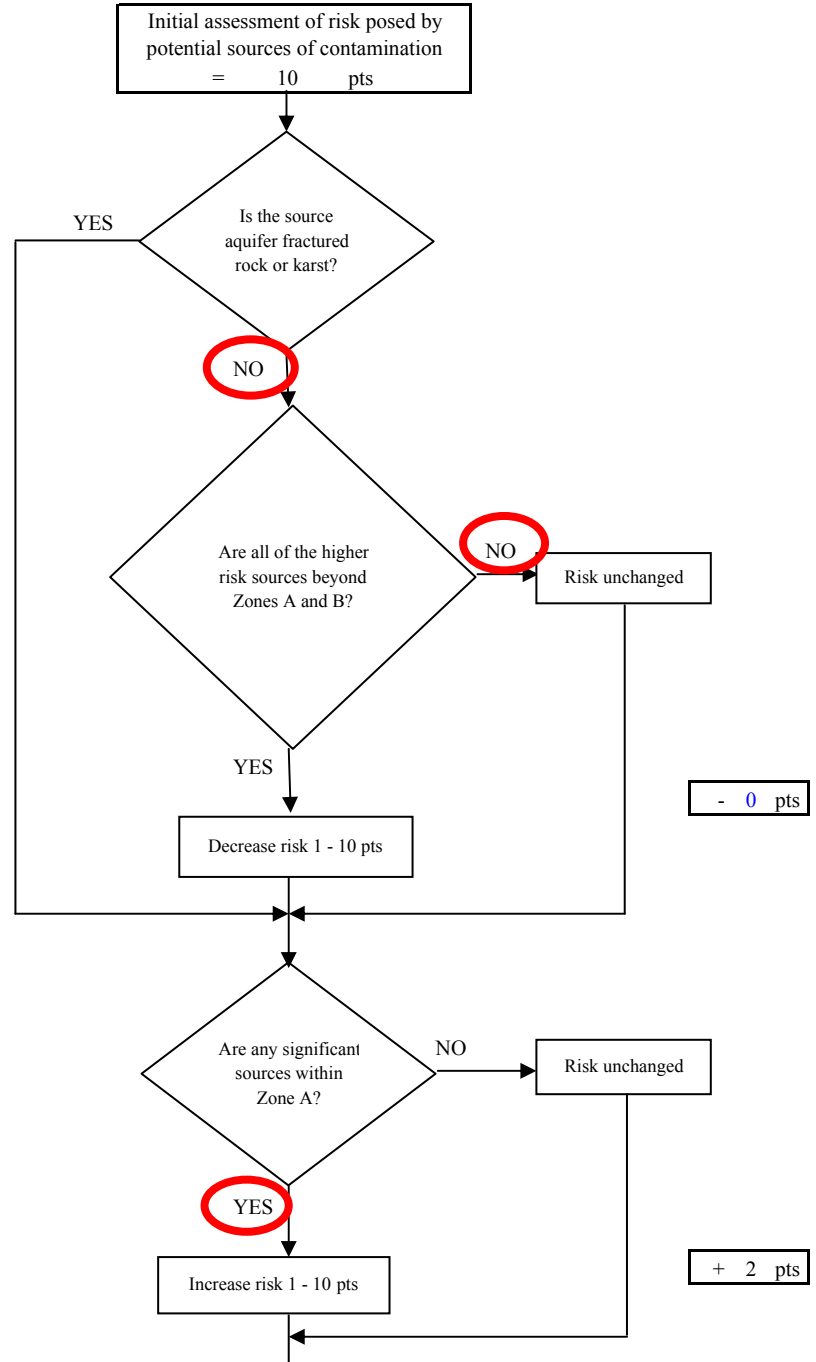 Initial assessment of risk posed by
potential sources of contamination
= 10 pts
YES
Is the source
aquifer fractured
rock or karst?
NO
Are all of the higher
risk sources beyond
Zones A and B?
NO
Risk unchanged
YES
- 0 pts
Decrease risk 1 - 10 pts
Are any significant
sources within
Zone A?
NO
Risk unchanged
YES
+ 2 pts
Increase risk 1 - 10 pts